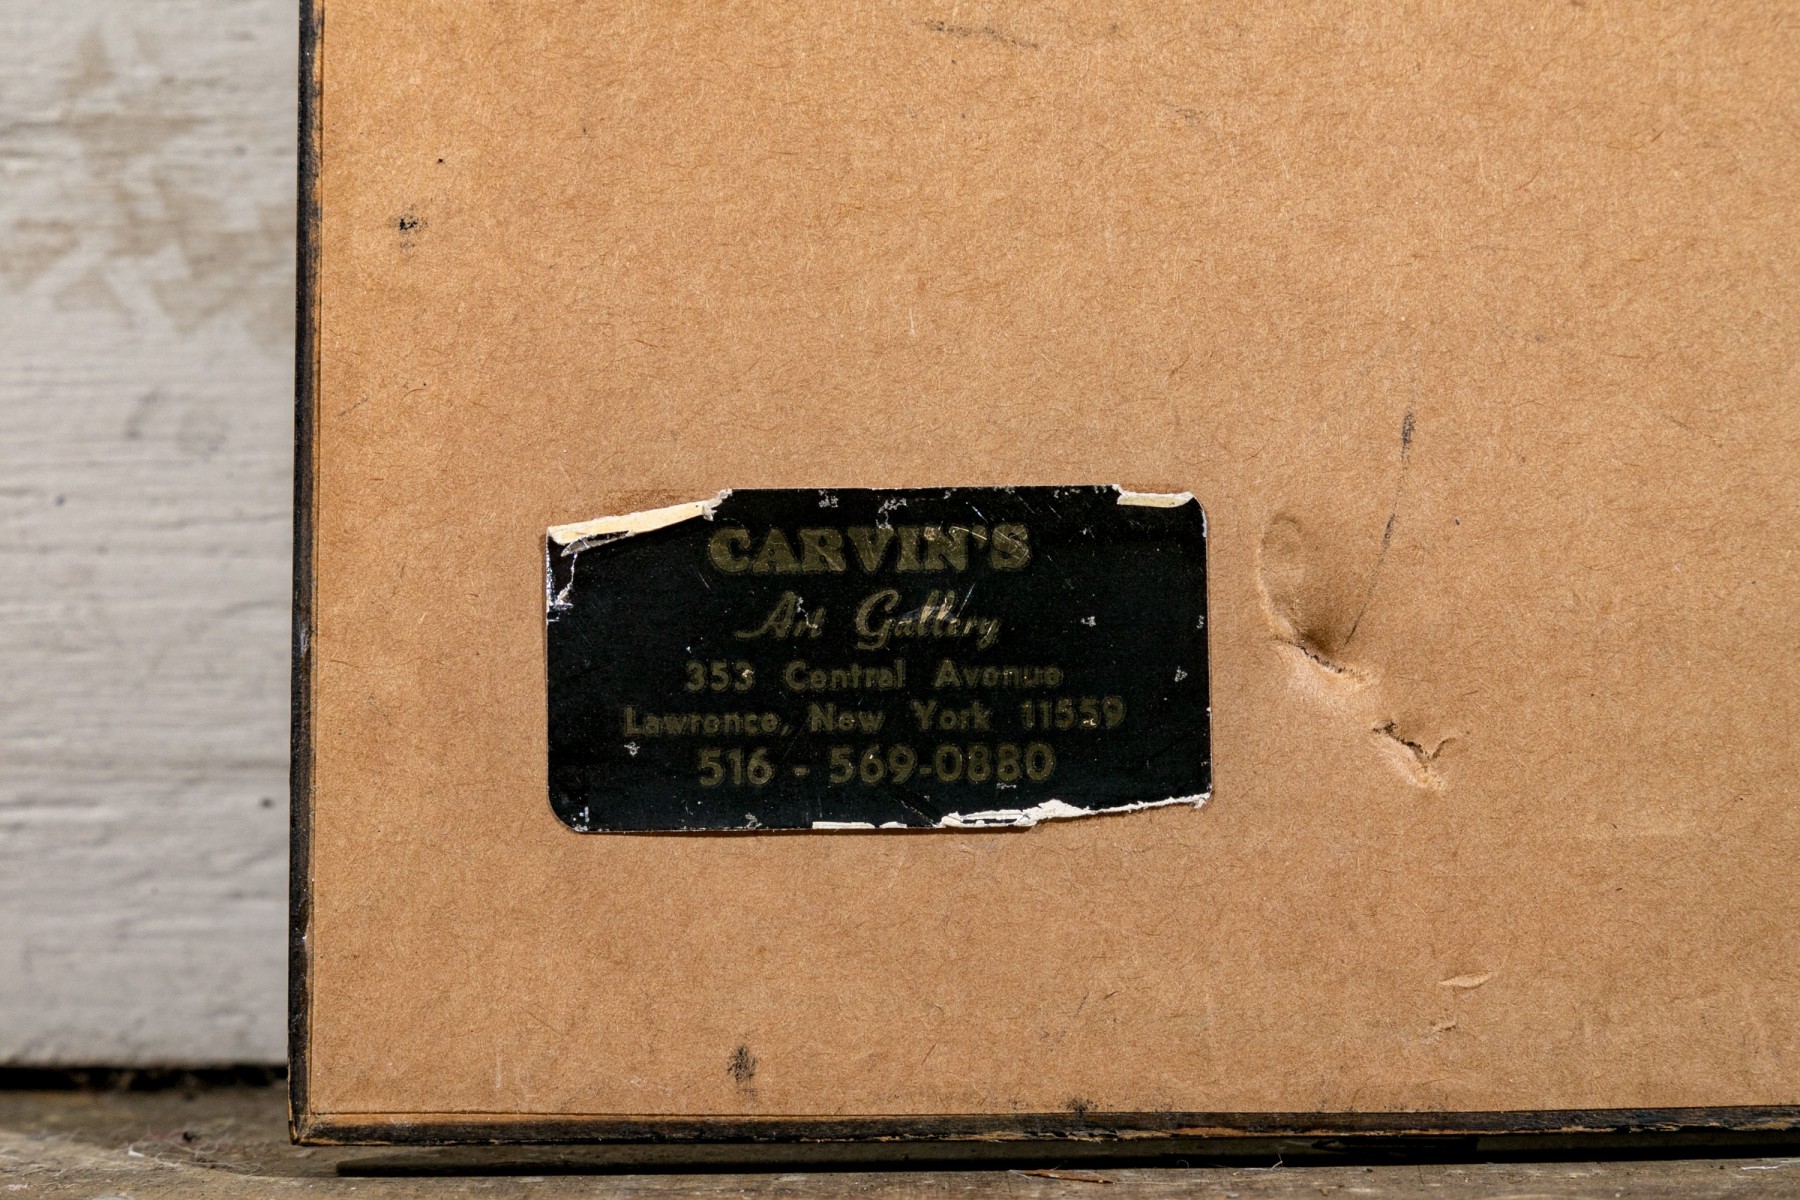 CARVIN'S
Art Gallery
353 Central Avenue
Lawrence, New York 11559
516 - 569-0880